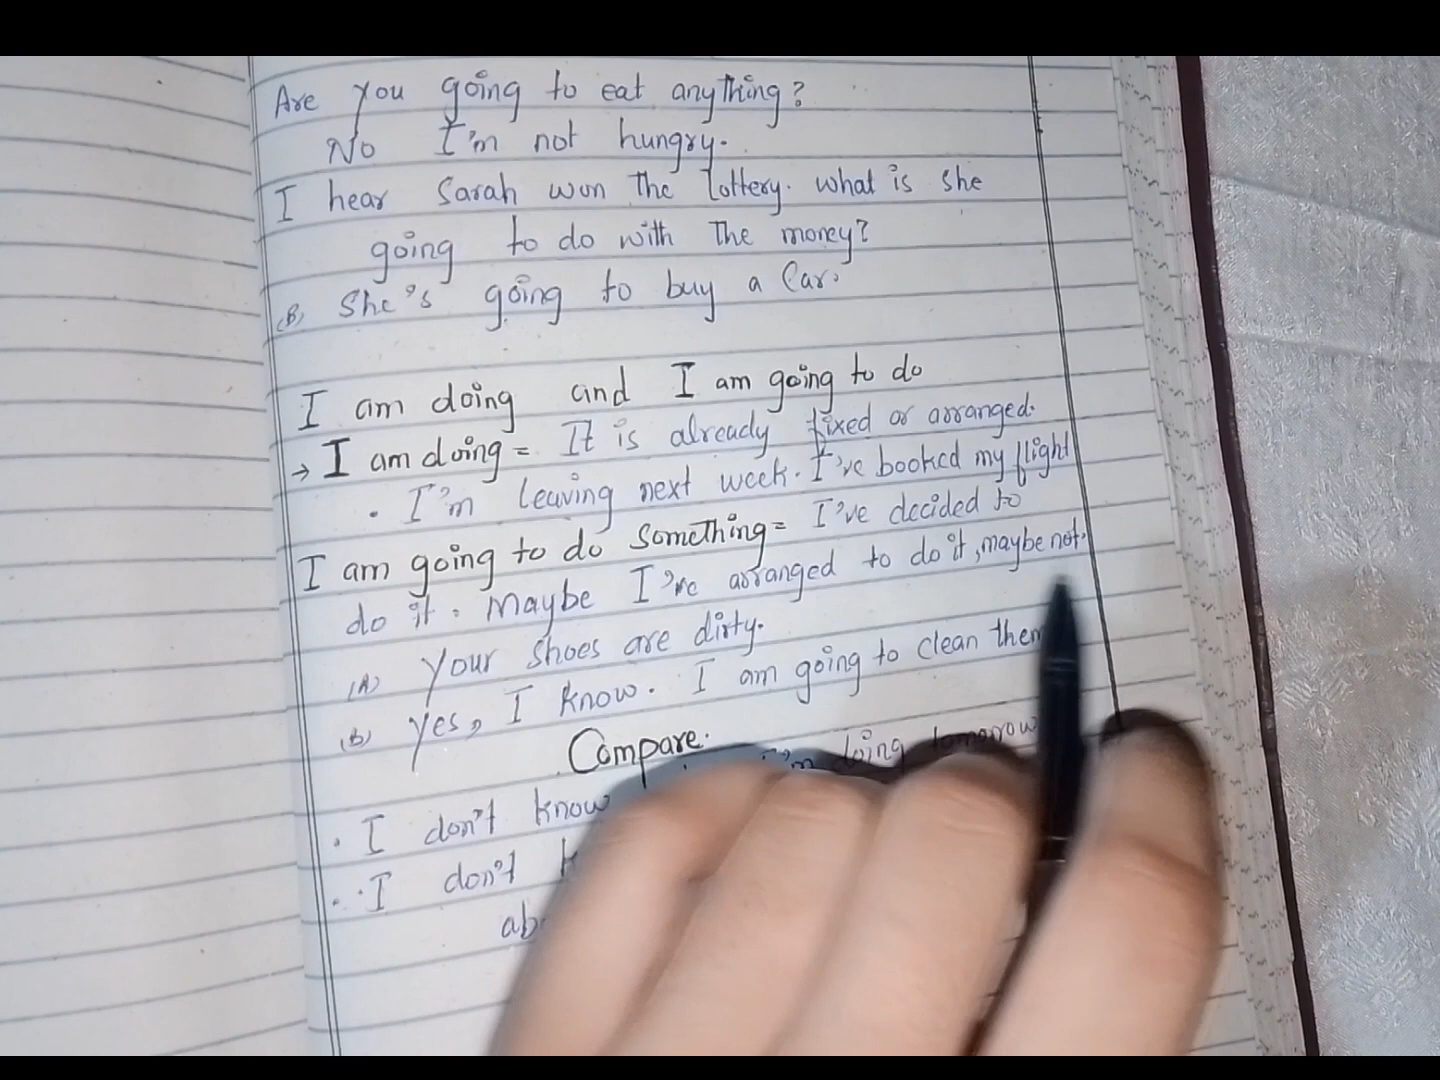 Are you going to eat anything?
No I'm not hungry.
I hear Sarah won the lottery. what is she
going to do with the money?
(B) She's going to buy a Car.
I am doing and I am going to do
→ I am doing = It is already fixed or arranged.
. I'm leaving next week. I've booked my flight
I am going to do something = I've decided to
do it. Maybe I've arranged to do it, maybe not.
(A) Your shoes are dirty.
(B) Yes, I know. I am going to clean them
Compare.
. I don't know I'm doing tomorrow
. I don't